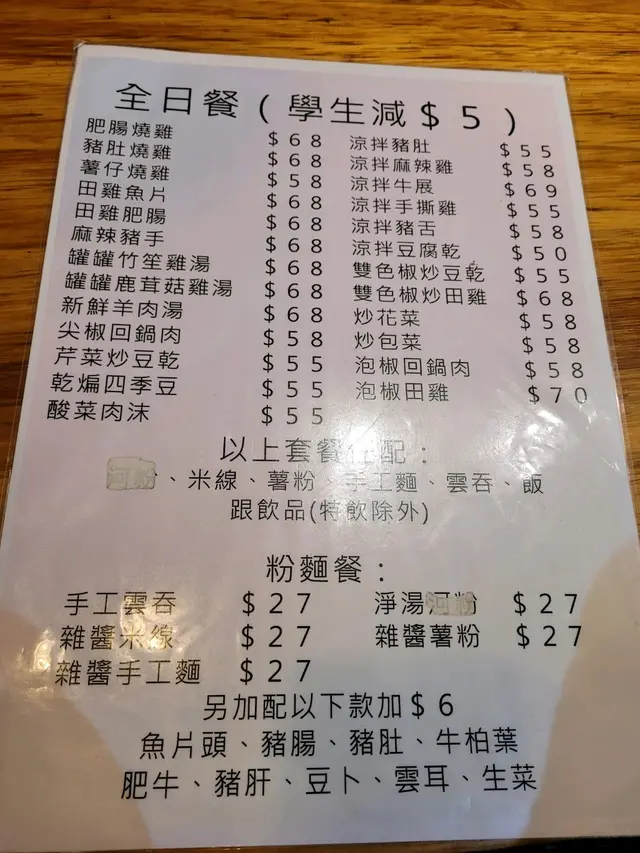 全日餐（學生減$5）
肥腸燒雞 $68 涼拌豬肚 $55
豬肚燒雞 $68 涼拌麻辣雞 $58
薯仔燒雞 $58 涼拌牛展 $69
田雞魚片 $68 涼拌手撕雞 $55
田雞肥腸 $68 涼拌豬舌 $58
麻辣豬手 $68 涼拌豆腐乾 $50
罐罐竹笙雞湯 $68 雙色椒炒豆乾 $55
罐罐鹿茸菇雞湯 $68 雙色椒炒田雞 $68
新鮮羊肉湯 $68 炒花菜 $58
尖椒回鍋肉 $58 炒包菜 $58
芹菜炒豆乾 $55 泡椒回鍋肉 $58
乾煸四季豆 $55 泡椒田雞 $70
酸菜肉沫 $55
以上套餐任配：
河粉、米線、薯粉、手工麵、雲吞、飯
跟飲品(特飲除外)
粉麵餐：
手工雲吞 $27 淨湯河粉 $27
雜醬米線 $27 雜醬薯粉 $27
雜醬手工麵 $27
另加配以下款加$6
魚片頭、豬腸、豬肚、牛柏葉
肥牛、豬肝、豆卜、雲耳、生菜